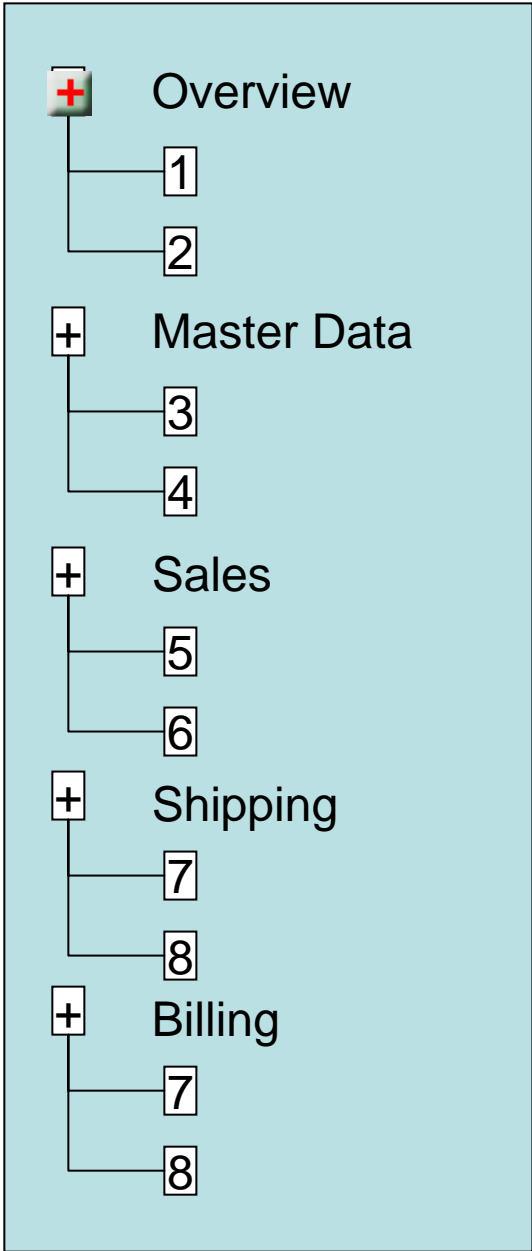 + Overview
1
2
+ Master Data
3
4
+ Sales
5
6
+ Shipping
7
8
+ Billing
7
8